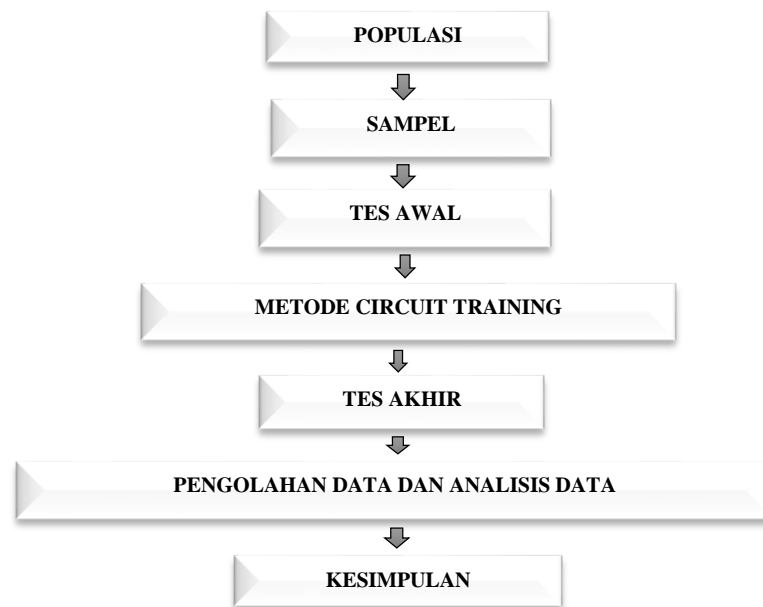 POPULASI
SAMPEL
TES AWAL
METODE CIRCUIT TRAINING
TES AKHIR
PENGOLAHAN DATA DAN ANALISIS DATA
KESIMPULAN